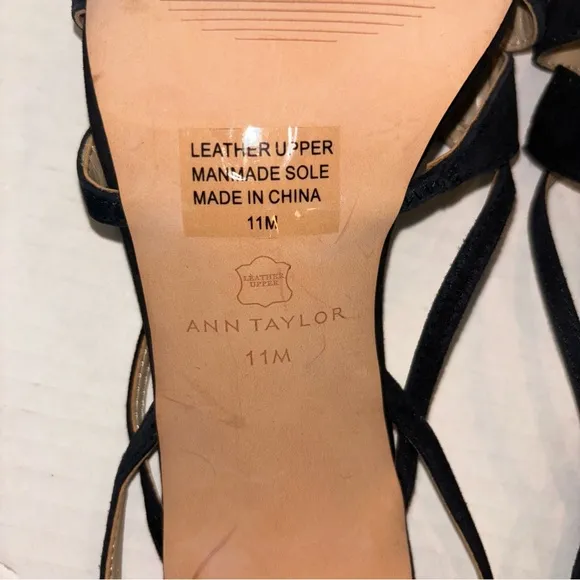 LEATHER UPPER
MANMADE SOLE
MADE IN CHINA
11M
LEATHER
UPPER
ANN TAYLOR
11M